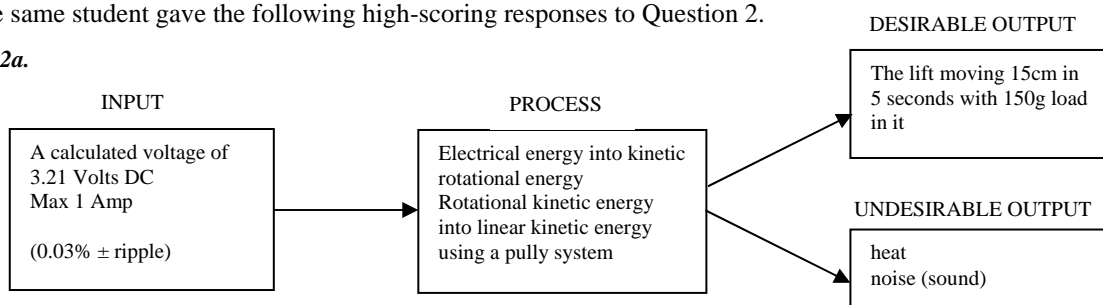 e same student gave the following high-scoring responses to Question 2.
2a.
INPUT
A calculated voltage of
3.21 Volts DC
Max 1 Amp
(0.03% ± ripple)
PROCESS
Electrical energy into kinetic
rotational energy
Rotational kinetic energy
into linear kinetic energy
using a pully system
DESIRABLE OUTPUT
The lift moving 15cm in
5 seconds with 150g load
in it
UNDESIRABLE OUTPUT
heat
noise (sound)